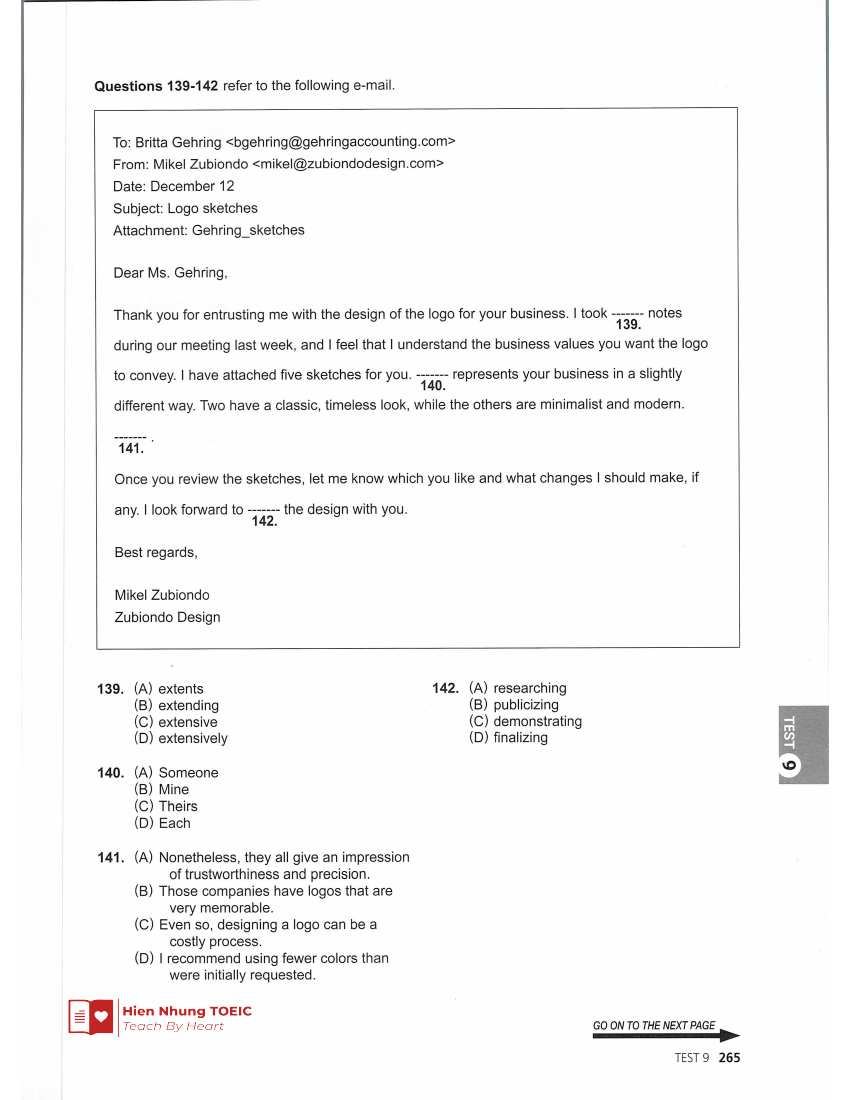 Questions 139-142 refer to the following e-mail.
To: Britta Gehring <bgehring@gehringaccounting.com>
From: Mikel Zubiondo <mikel@zubiondodesign.com>
Date: December 12
Subject: Logo sketches
Attachment: Gehring_sketches
Dear Ms. Gehring,
Thank you for entrusting me with the design of the logo for your business. I took ------- notes
139.
during our meeting last week, and I feel that I understand the business values you want the logo
to convey. I have attached five sketches for you. ------- represents your business in a slightly
140.
different way. Two have a classic, timeless look, while the others are minimalist and modern.
------- .
141.
Once you review the sketches, let me know which you like and what changes I should make, if
any. I look forward to ------- the design with you.
142.
Best regards,
Mikel Zubiondo
Zubiondo Design
139. (A) extents
(B) extending
(C) extensive
(D) extensively
140. (A) Someone
(B) Mine
(C) Theirs
(D) Each
141. (A) Nonetheless, they all give an impression
of trustworthiness and precision.
(B) Those companies have logos that are
very memorable.
(C) Even so, designing a logo can be a
costly process.
(D) I recommend using fewer colors than
were initially requested.
142. (A) researching
(B) publicizing
(C) demonstrating
(D) finalizing
TEST 9
Hien Nhung TOEIC
Teach By Heart
GO ON TO THE NEXT PAGE
TEST 9 265